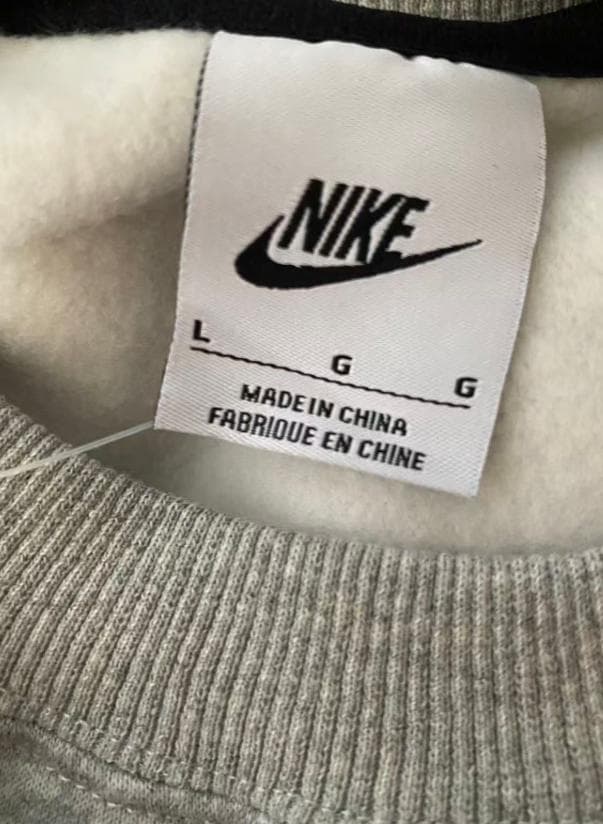 NIKE
L G G
MADE IN CHINA
FABRIQUE EN CHINE